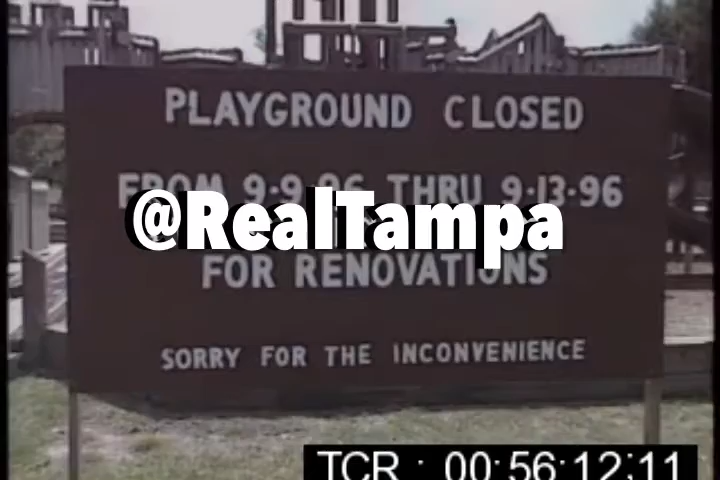 PLAYGROUND CLOSED
FROM 9-9-96 THRU 9-13-96
@RealTampa
FOR RENOVATIONS
SORRY FOR THE INCONVENIENCE
TCR : 00:56:12;11